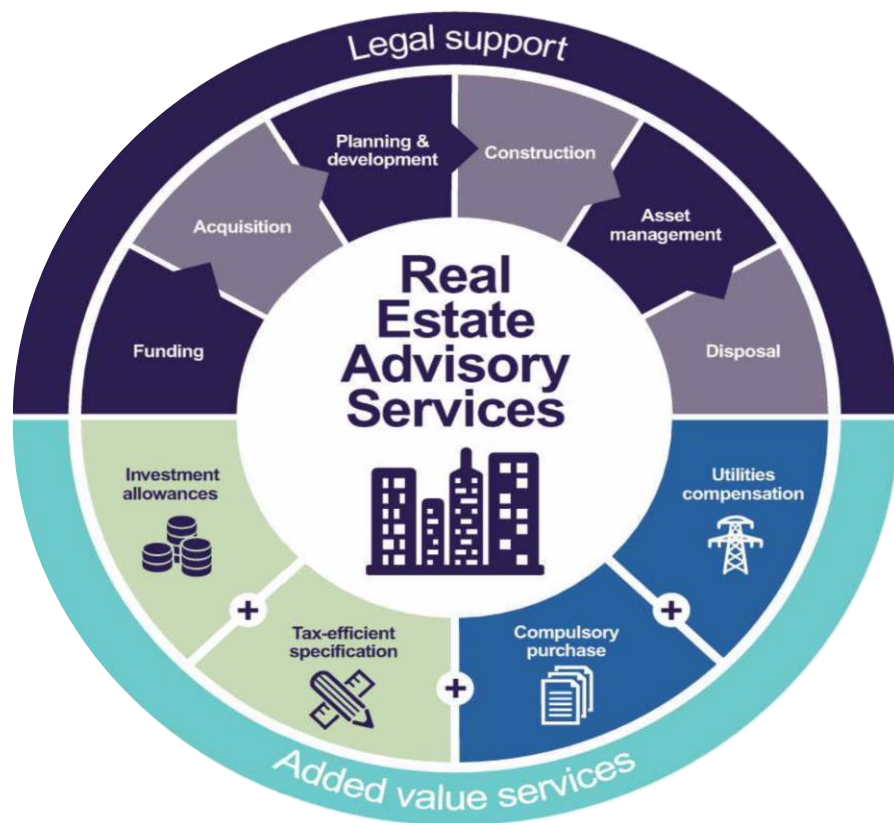 Legal support
Planning &
development
Construction
Acquisition
Asset
management
Funding
Disposal
Real
Estate
Advisory
Services
Investment
allowances
Utilities
compensation
Tax-efficient
specification
Compulsory
purchase
+
+
+
Added value services